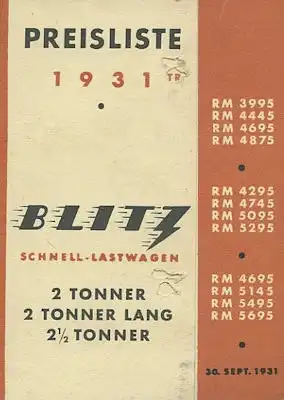 PREISLISTE
1931 TR
BLITZ
SCHNELL-LASTWAGEN
2 TONNER
2 TONNER LANG
2½ TONNER
RM 3995
RM 4445
RM 4695
RM 4875
RM 4295
RM 4745
RM 5095
RM 5295
RM 4695
RM 5145
RM 5495
RM 5695
30. SEPT. 1931